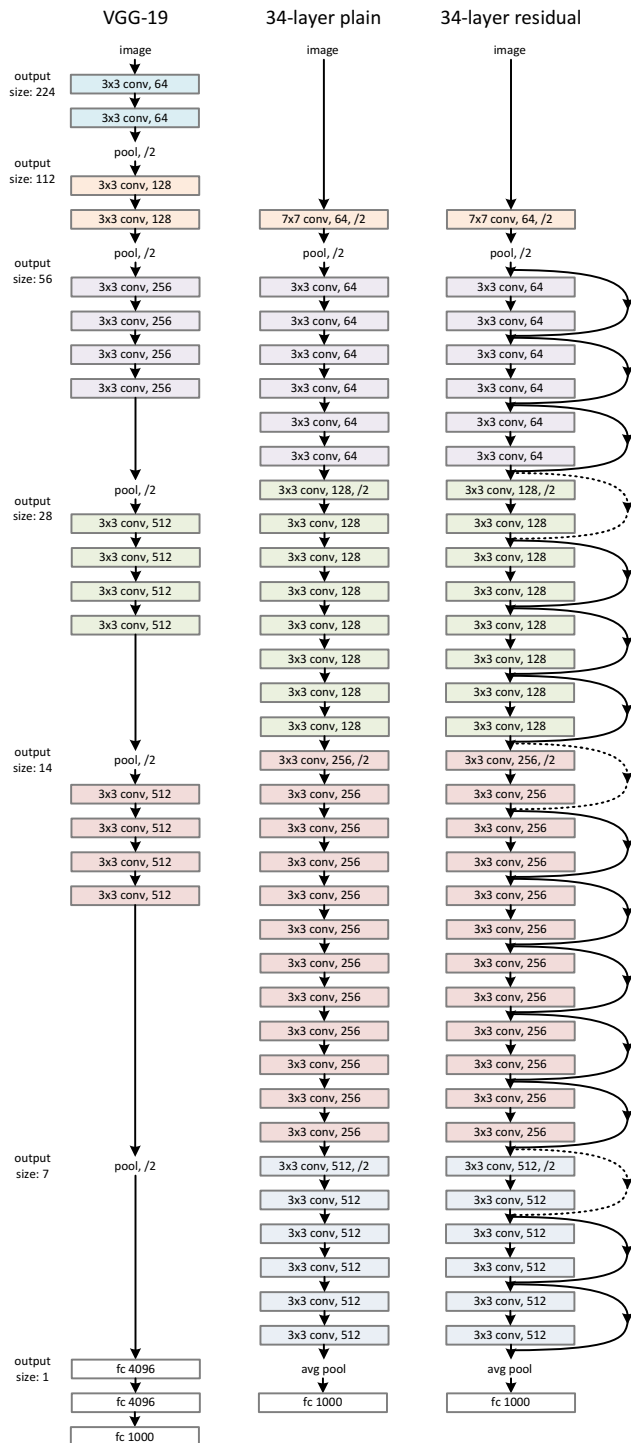 VGG-19
34-layer plain
34-layer residual
output
size: 224
output
size: 112
output
size: 56
output
size: 28
output
size: 14
output
size: 7
output
size: 1
image
3x3 conv, 64
3x3 conv, 64
pool, /2
3x3 conv, 128
3x3 conv, 128
pool, /2
3x3 conv, 256
3x3 conv, 256
3x3 conv, 256
3x3 conv, 256
pool, /2
3x3 conv, 512
3x3 conv, 512
3x3 conv, 512
3x3 conv, 512
pool, /2
3x3 conv, 512
3x3 conv, 512
3x3 conv, 512
3x3 conv, 512
pool, /2
fc 4096
fc 4096
fc 1000
image
7x7 conv, 64, /2
pool, /2
3x3 conv, 64
3x3 conv, 64
3x3 conv, 64
3x3 conv, 64
3x3 conv, 64
3x3 conv, 64
3x3 conv, 128, /2
3x3 conv, 128
3x3 conv, 128
3x3 conv, 128
3x3 conv, 128
3x3 conv, 128
3x3 conv, 128
3x3 conv, 128
3x3 conv, 256, /2
3x3 conv, 256
3x3 conv, 256
3x3 conv, 256
3x3 conv, 256
3x3 conv, 256
3x3 conv, 256
3x3 conv, 256
3x3 conv, 256
3x3 conv, 256
3x3 conv, 256
3x3 conv, 256
3x3 conv, 512, /2
3x3 conv, 512
3x3 conv, 512
3x3 conv, 512
3x3 conv, 512
3x3 conv, 512
avg pool
fc 1000
image
7x7 conv, 64, /2
pool, /2
3x3 conv, 64
3x3 conv, 64
3x3 conv, 64
3x3 conv, 64
3x3 conv, 64
3x3 conv, 64
3x3 conv, 128, /2
3x3 conv, 128
3x3 conv, 128
3x3 conv, 128
3x3 conv, 128
3x3 conv, 128
3x3 conv, 128
3x3 conv, 128
3x3 conv, 256, /2
3x3 conv, 256
3x3 conv, 256
3x3 conv, 256
3x3 conv, 256
3x3 conv, 256
3x3 conv, 256
3x3 conv, 256
3x3 conv, 256
3x3 conv, 256
3x3 conv, 256
3x3 conv, 256
3x3 conv, 512, /2
3x3 conv, 512
3x3 conv, 512
3x3 conv, 512
3x3 conv, 512
3x3 conv, 512
avg pool
fc 1000